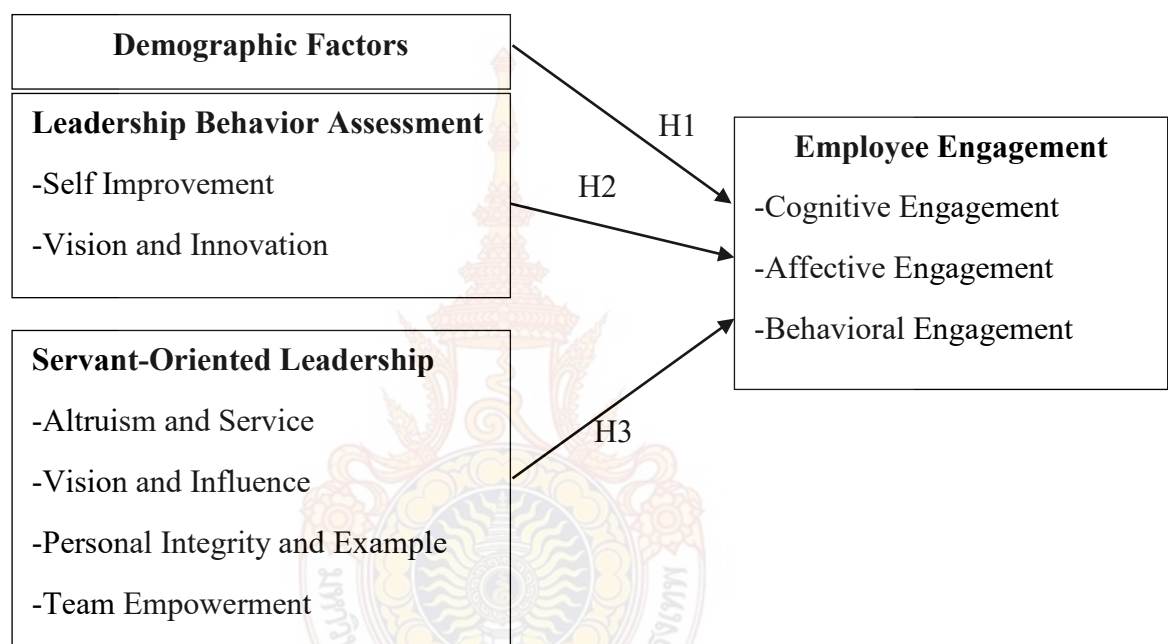 Demographic Factors
Leadership Behavior Assessment
-Self Improvement
-Vision and Innovation
Servant-Oriented Leadership
-Altruism and Service
-Vision and Influence
-Personal Integrity and Example
-Team Empowerment
H1
H2
H3
Employee Engagement
-Cognitive Engagement
-Affective Engagement
-Behavioral Engagement